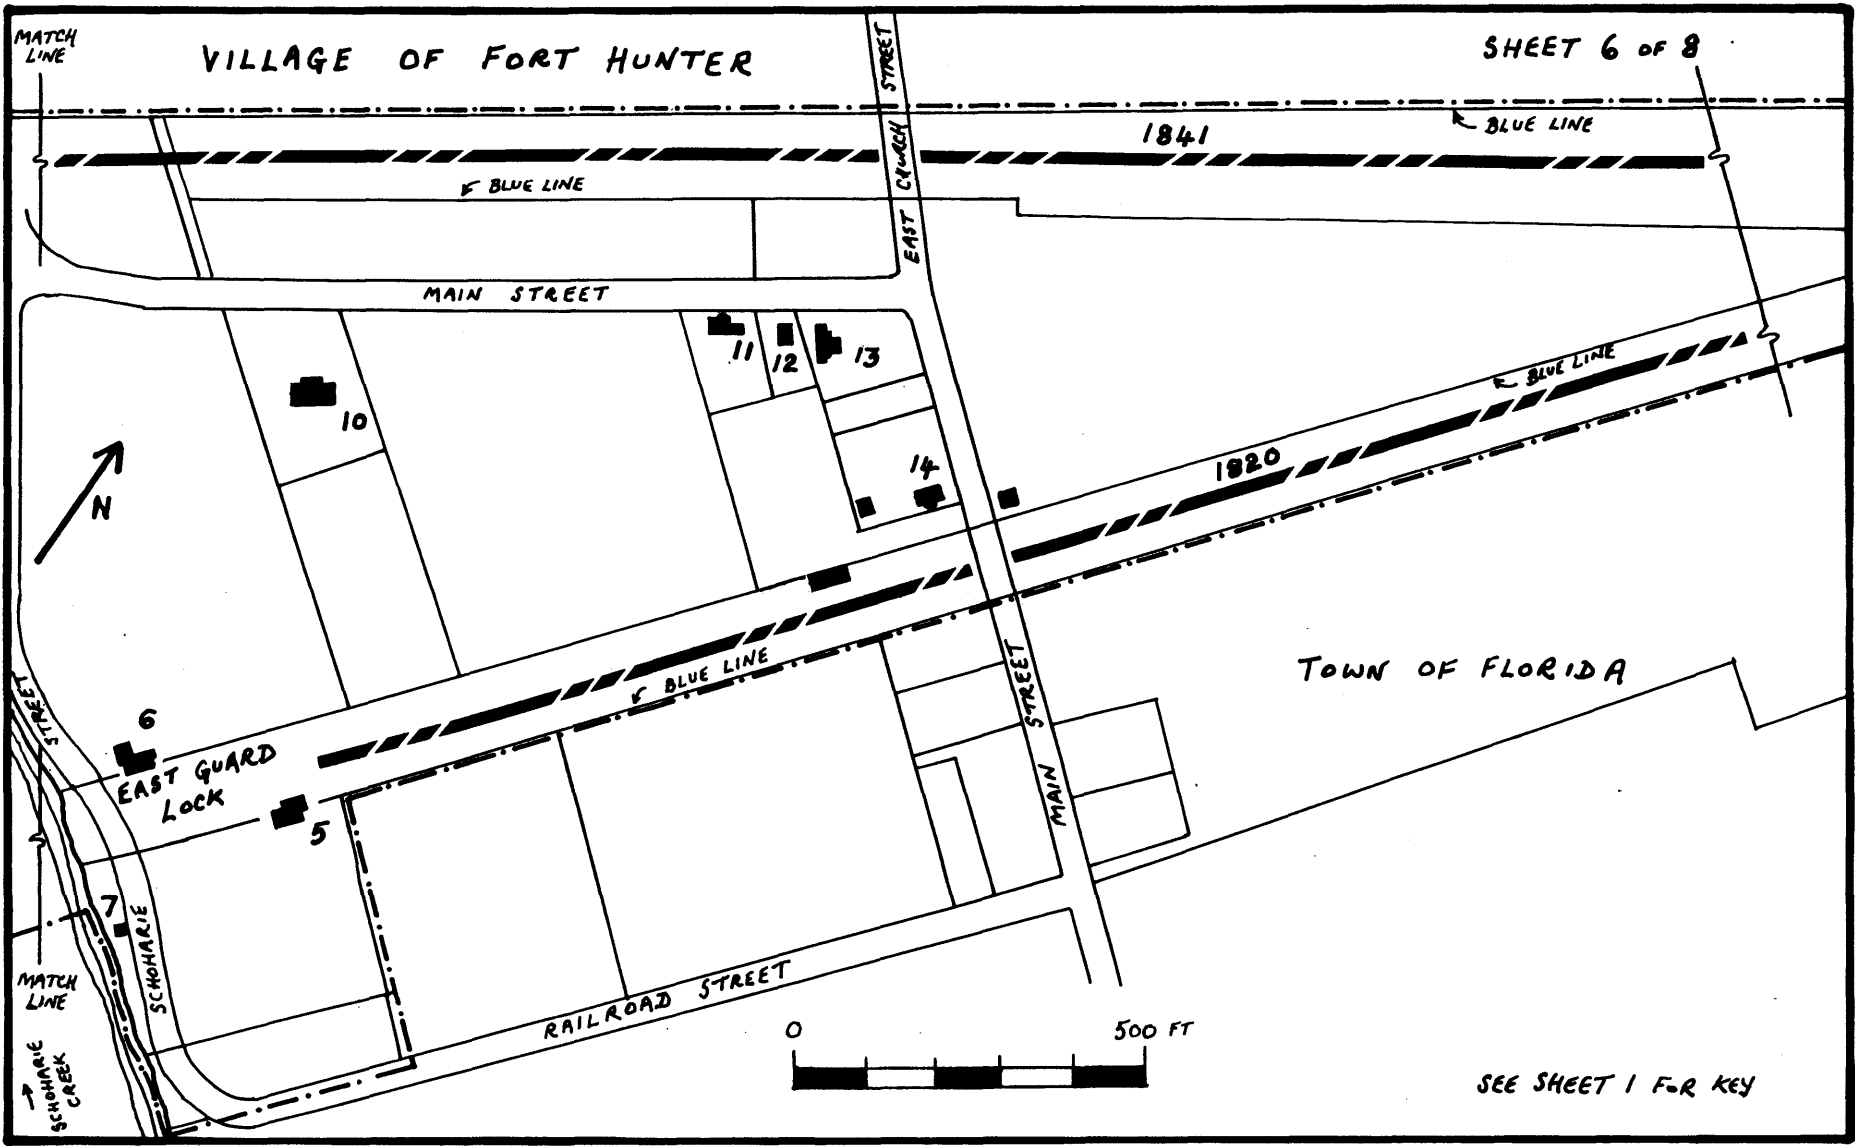 MATCH
LINE
VILLAGE OF FORT HUNTER
SHEET 6 OF 8
EAST CHURCH STREET
BLUE LINE
1841
BLUE LINE
MAIN STREET
11
12
13
10
BLUE LINE
14
1820
N
BLUE LINE
TOWN OF FLORIDA
MAIN STREET
6
EAST GUARD
LOCK
5
7
SCHOHARIE STREET
MATCH
LINE
RAILROAD STREET
0
500 FT
SCHOHARIE
CREEK
SEE SHEET 1 FOR KEY